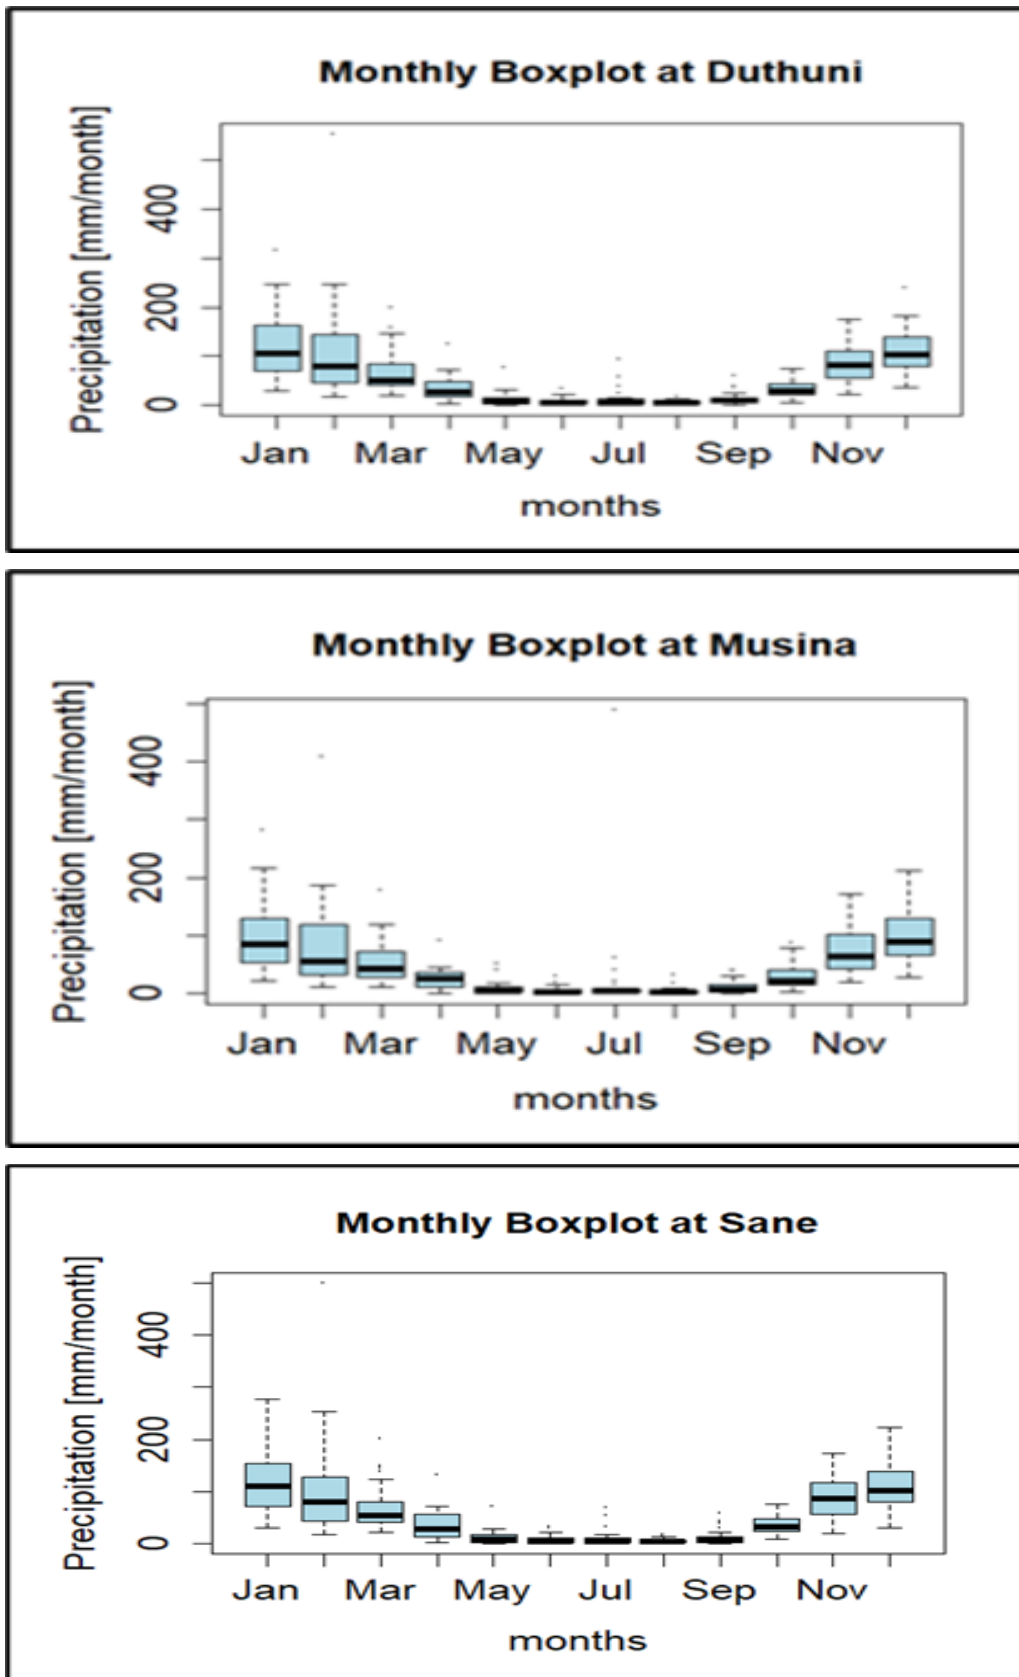 Monthly Boxplot at Duthuni
Precipitation [mm/month]
400
200
0
Jan Mar May Jul Sep Nov
months
Monthly Boxplot at Musina
Precipitation [mm/month]
400
200
0
Jan Mar May Jul Sep Nov
months
Monthly Boxplot at Sane
Precipitation [mm/month]
400
200
0
Jan Mar May Jul Sep Nov
months